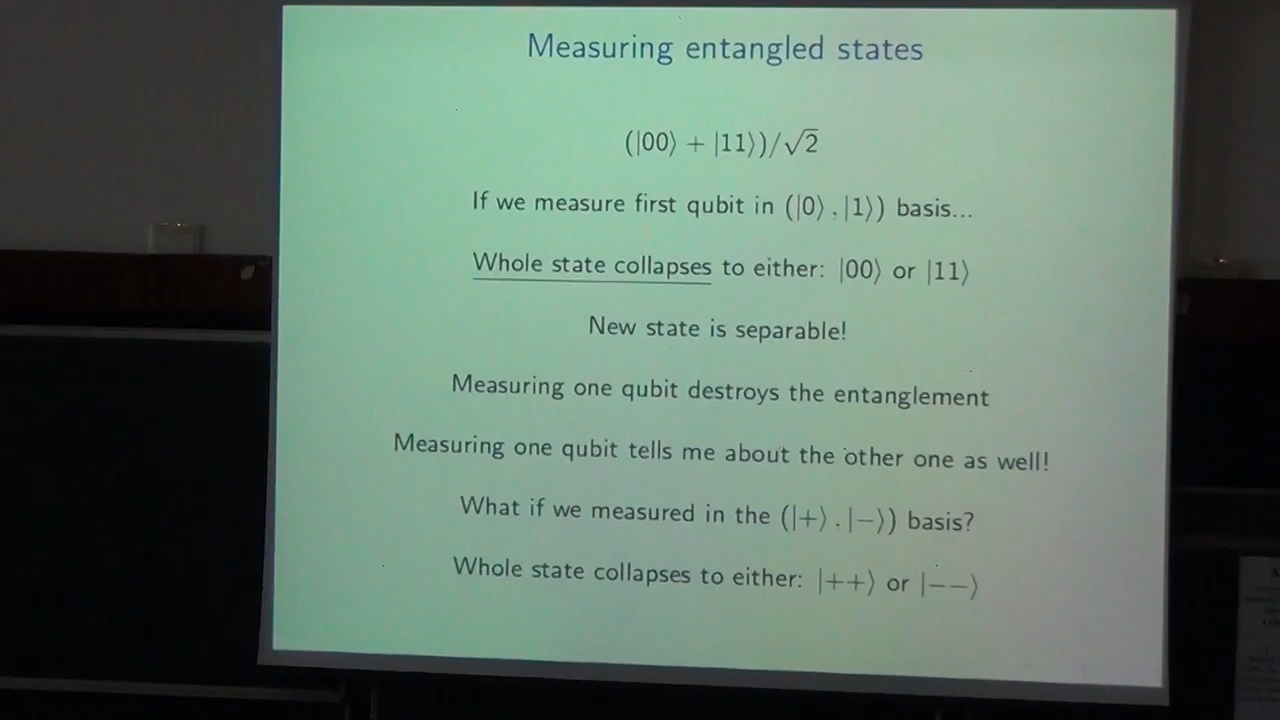 Measuring entangled states
(|00⟩ + |11⟩)/√2
If we measure first qubit in (|0⟩ , |1⟩) basis...
Whole state collapses to either: |00⟩ or |11⟩
New state is separable!
Measuring one qubit destroys the entanglement
Measuring one qubit tells me about the other one as well!
What if we measured in the (|+⟩ , |−⟩) basis?
Whole state collapses to either: |++⟩ or |−−⟩